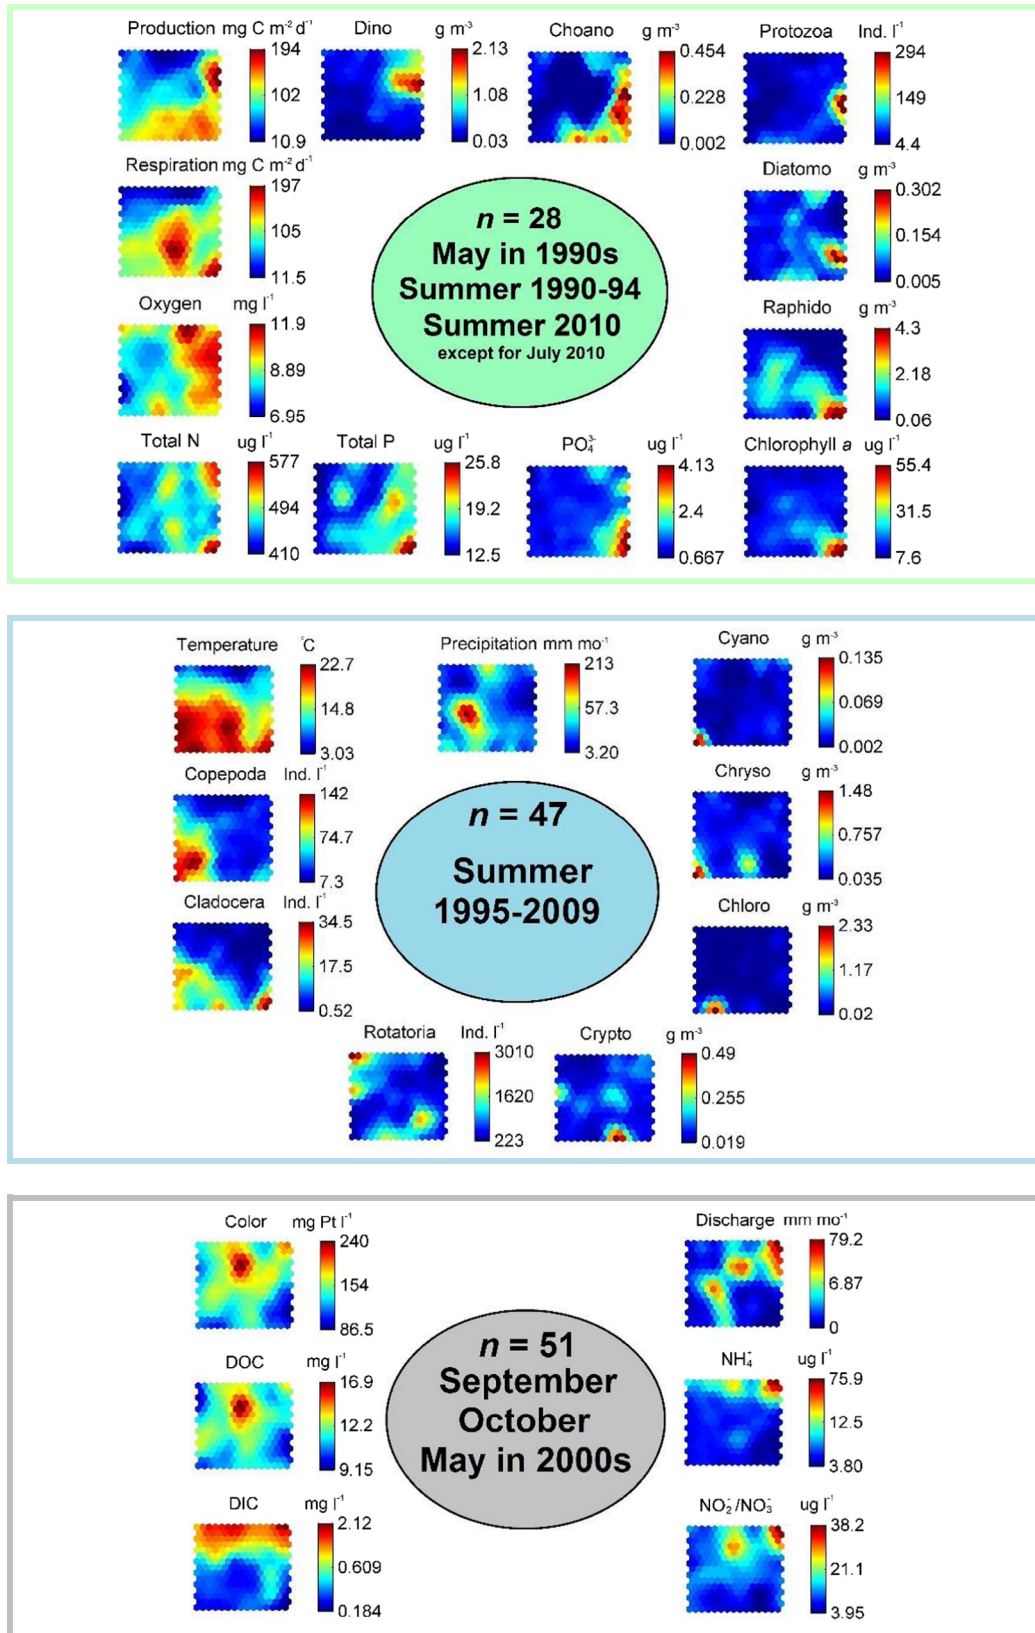 Production mg C m⁻² d⁻¹
194
102
10.9
Dino g m⁻³
2.13
1.08
0.03
Choano g m⁻³
0.454
0.228
0.002
Protozoa Ind. l⁻¹
294
149
4.4
Respiration mg C m⁻² d⁻¹
197
105
11.5
Diatomo g m⁻³
0.302
0.154
0.005
n = 28
May in 1990s
Summer 1990-94
Summer 2010
except for July 2010
Oxygen mg l⁻¹
11.9
8.89
6.95
Raphido g m⁻³
4.3
2.18
0.06
Total N ug l⁻¹
577
494
410
Total P ug l⁻¹
25.8
19.2
12.5
PO₄³⁻ ug l⁻¹
4.13
2.4
0.667
Chlorophyll a ug l⁻¹
55.4
31.5
7.6
Temperature °C
22.7
14.8
3.03
Precipitation mm mo⁻¹
213
57.3
3.20
Cyano g m⁻³
0.135
0.069
0.002
Copepoda Ind. l⁻¹
142
74.7
7.3
Chryso g m⁻³
1.48
0.757
0.035
n = 47
Summer
1995-2009
Cladocera Ind. l⁻¹
34.5
17.5
0.52
Chloro g m⁻³
2.33
1.17
0.02
Rotatoria Ind. l⁻¹
3010
1620
223
Crypto g m⁻³
0.49
0.255
0.019
Color mg Pt l⁻¹
240
154
86.5
Discharge mm mo⁻¹
79.2
6.87
0
n = 51
September
October
May in 2000s
DOC mg l⁻¹
16.9
12.2
9.15
NH₄⁺ ug l⁻¹
75.9
12.5
3.80
DIC mg l⁻¹
2.12
0.609
0.184
NO₂⁻/NO₃⁻ ug l⁻¹
38.2
21.1
3.95